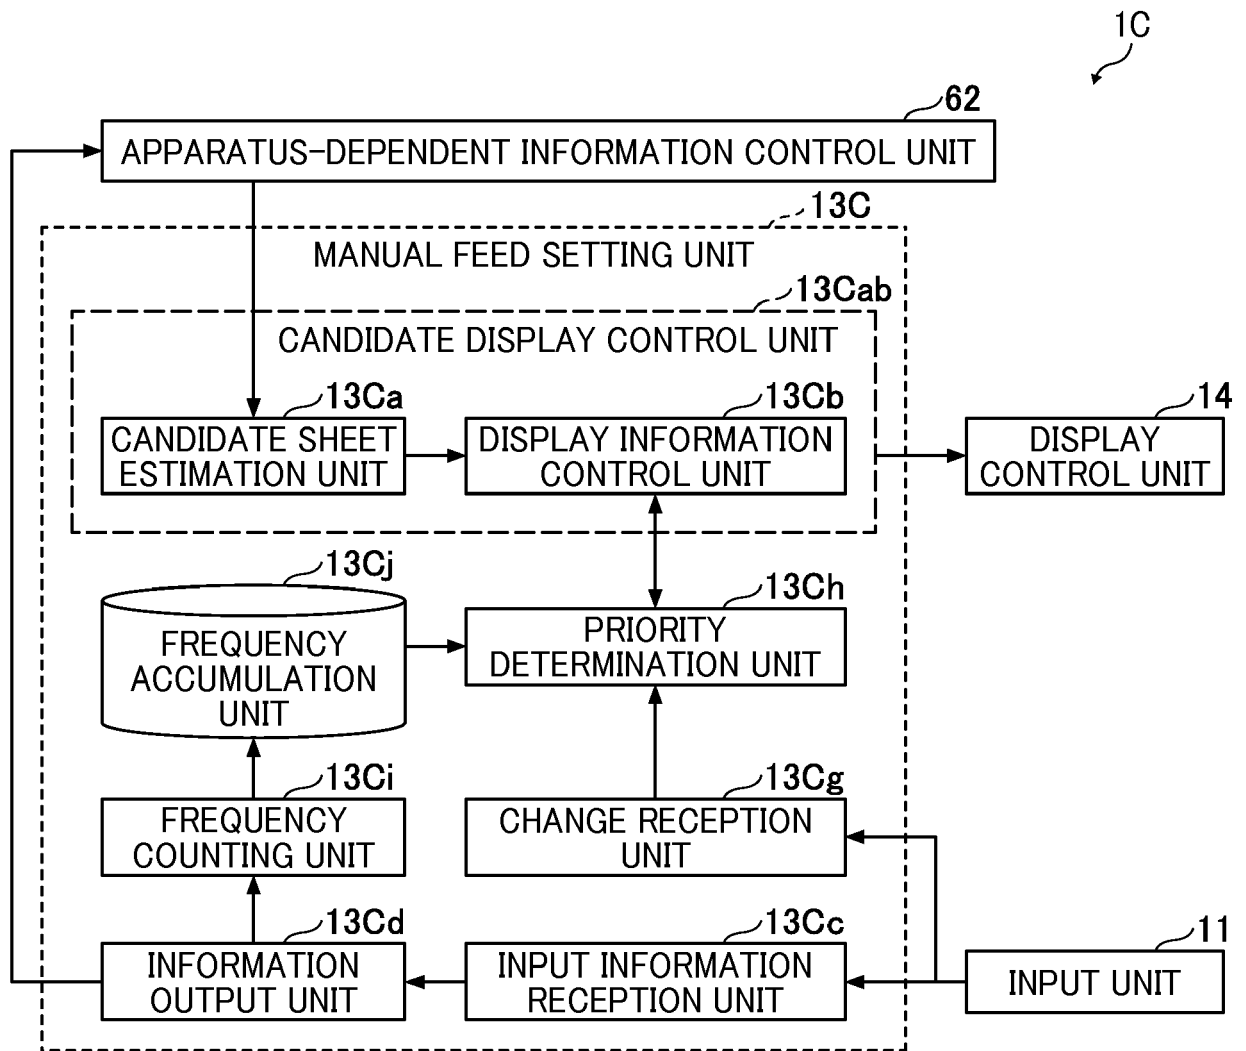 1C
62
APPARATUS-DEPENDENT INFORMATION CONTROL UNIT
13C
MANUAL FEED SETTING UNIT
13Cab
CANDIDATE DISPLAY CONTROL UNIT
13Ca
CANDIDATE SHEET
ESTIMATION UNIT
13Cb
DISPLAY INFORMATION
CONTROL UNIT
14
DISPLAY
CONTROL UNIT
13Cj
FREQUENCY
ACCUMULATION
UNIT
13Ch
PRIORITY
DETERMINATION UNIT
13Ci
FREQUENCY
COUNTING UNIT
13Cg
CHANGE RECEPTION
UNIT
13Cd
INFORMATION
OUTPUT UNIT
13Cc
INPUT INFORMATION
RECEPTION UNIT
11
INPUT UNIT